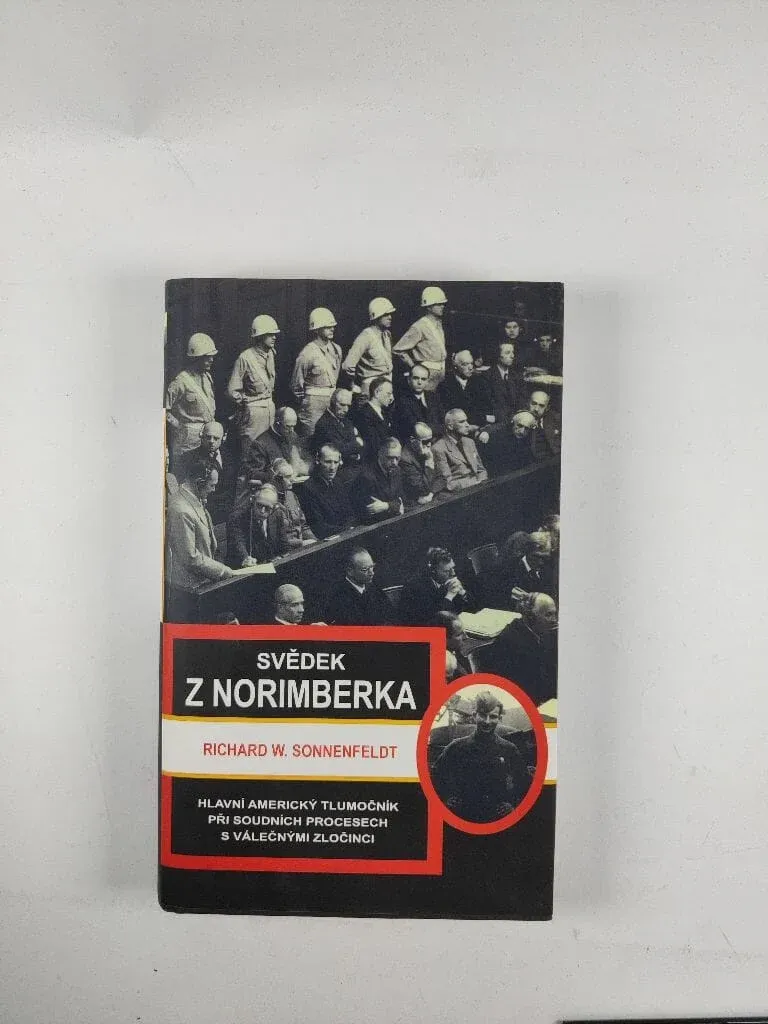 SVĚDEK
Z NORIMBERKA
RICHARD W. SONNENFELDT
HLAVNÍ AMERICKÝ TLUMOČNÍK
PŘI SOUDNÍCH PROCESECH
S VÁLEČNÝMI ZLOČINCI